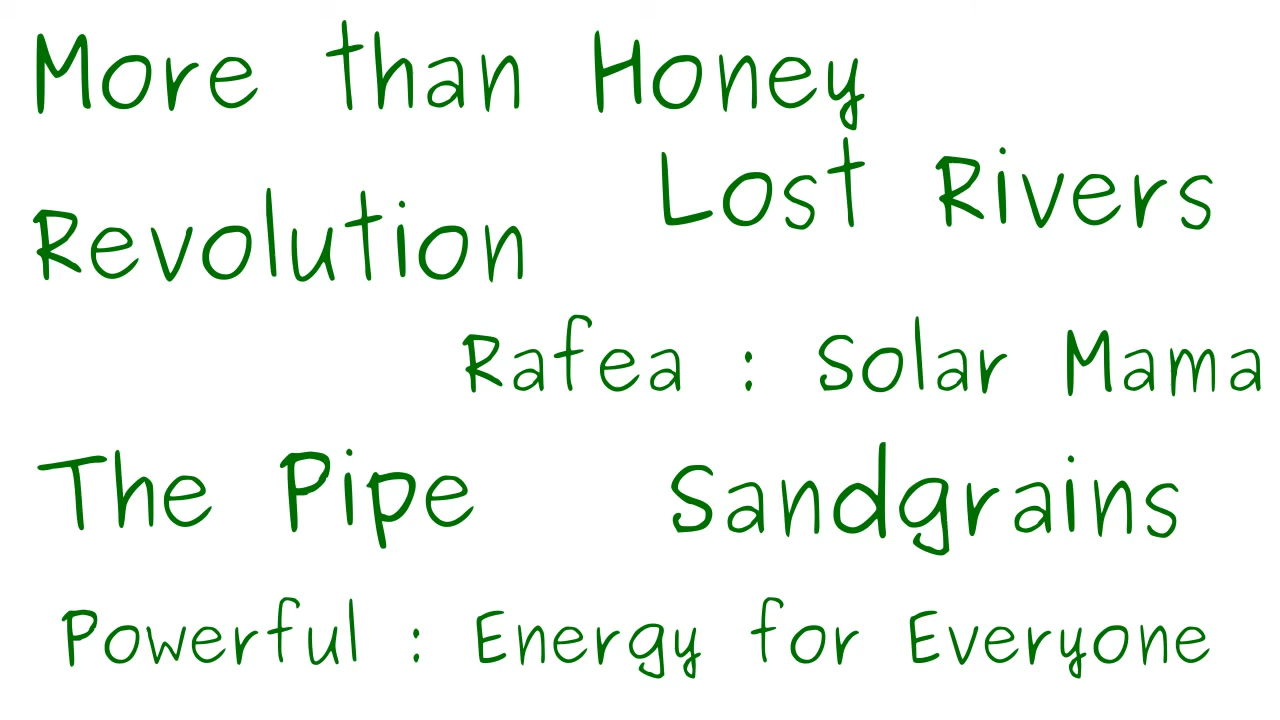 More than Honey
Lost Rivers
Revolution
Rafea : Solar Mama
The Pipe
Sandgrains
Powerful : Energy for Everyone